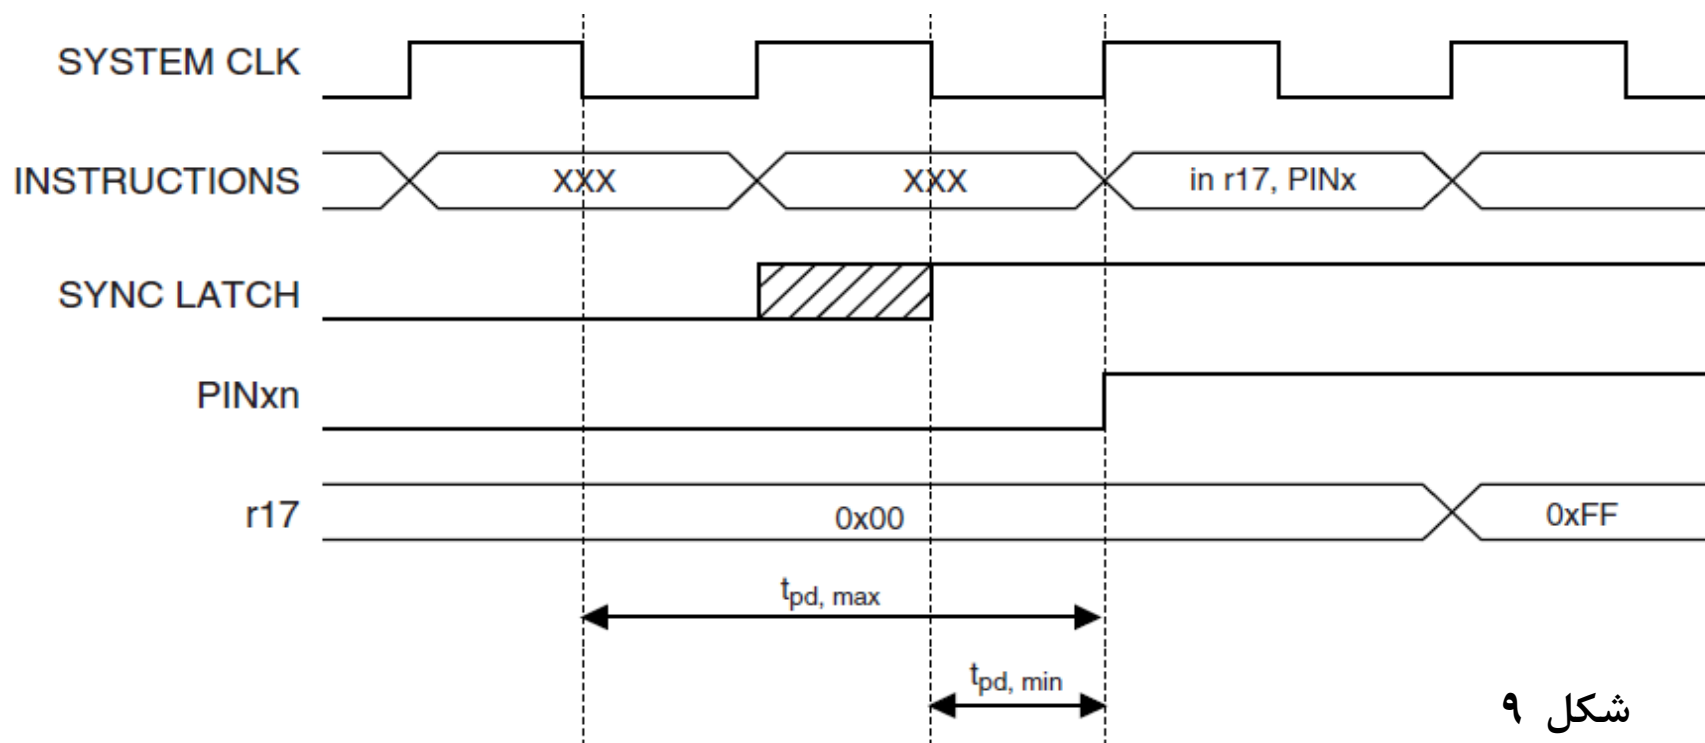 SYSTEM CLK
INSTRUCTIONS XXX XXX in r17, PINx
SYNC LATCH
PINxn
r17 0x00 0xFF
tpd, max
tpd, min
شکل ۹